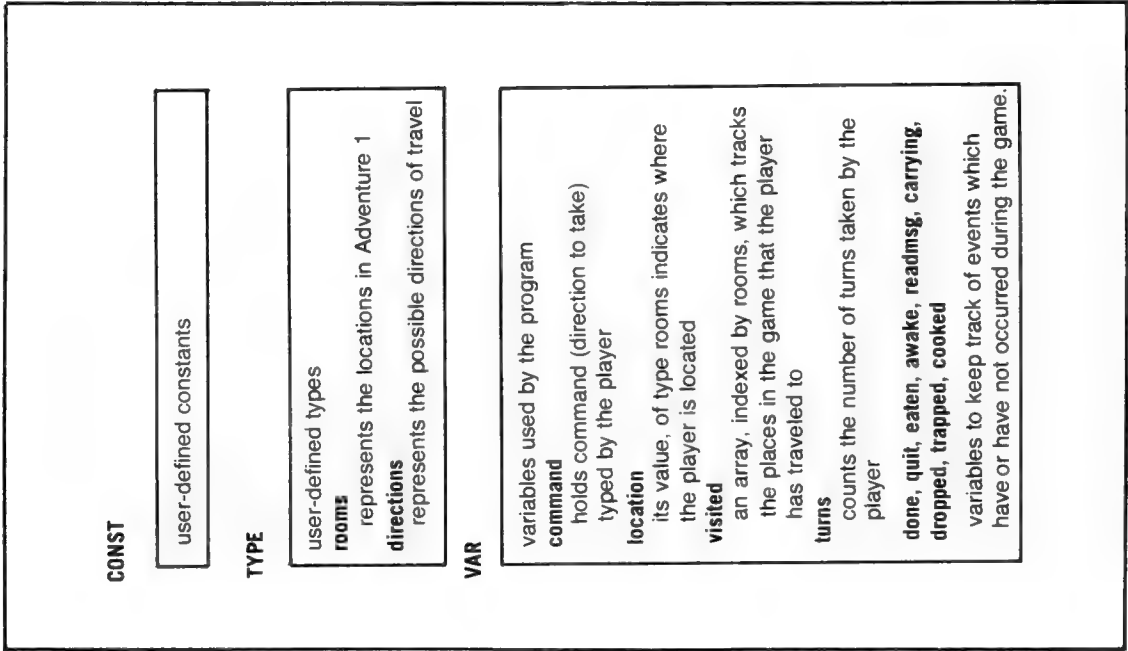 CONST
user-defined constants
TYPE
user-defined types
rooms
represents the locations in Adventure 1
directions
represents the possible directions of travel
VAR
variables used by the program
command
holds command (direction to take)
typed by the player
location
its value, of type rooms indicates where
the player is located
visited
an array, indexed by rooms, which tracks
the places in the game that the player
has traveled to
turns
counts the number of turns taken by the
player
done, quit, eaten, awake, readmsg, carrying,
dropped, trapped, cooked
variables to keep track of events which
have or have not occurred during the game.